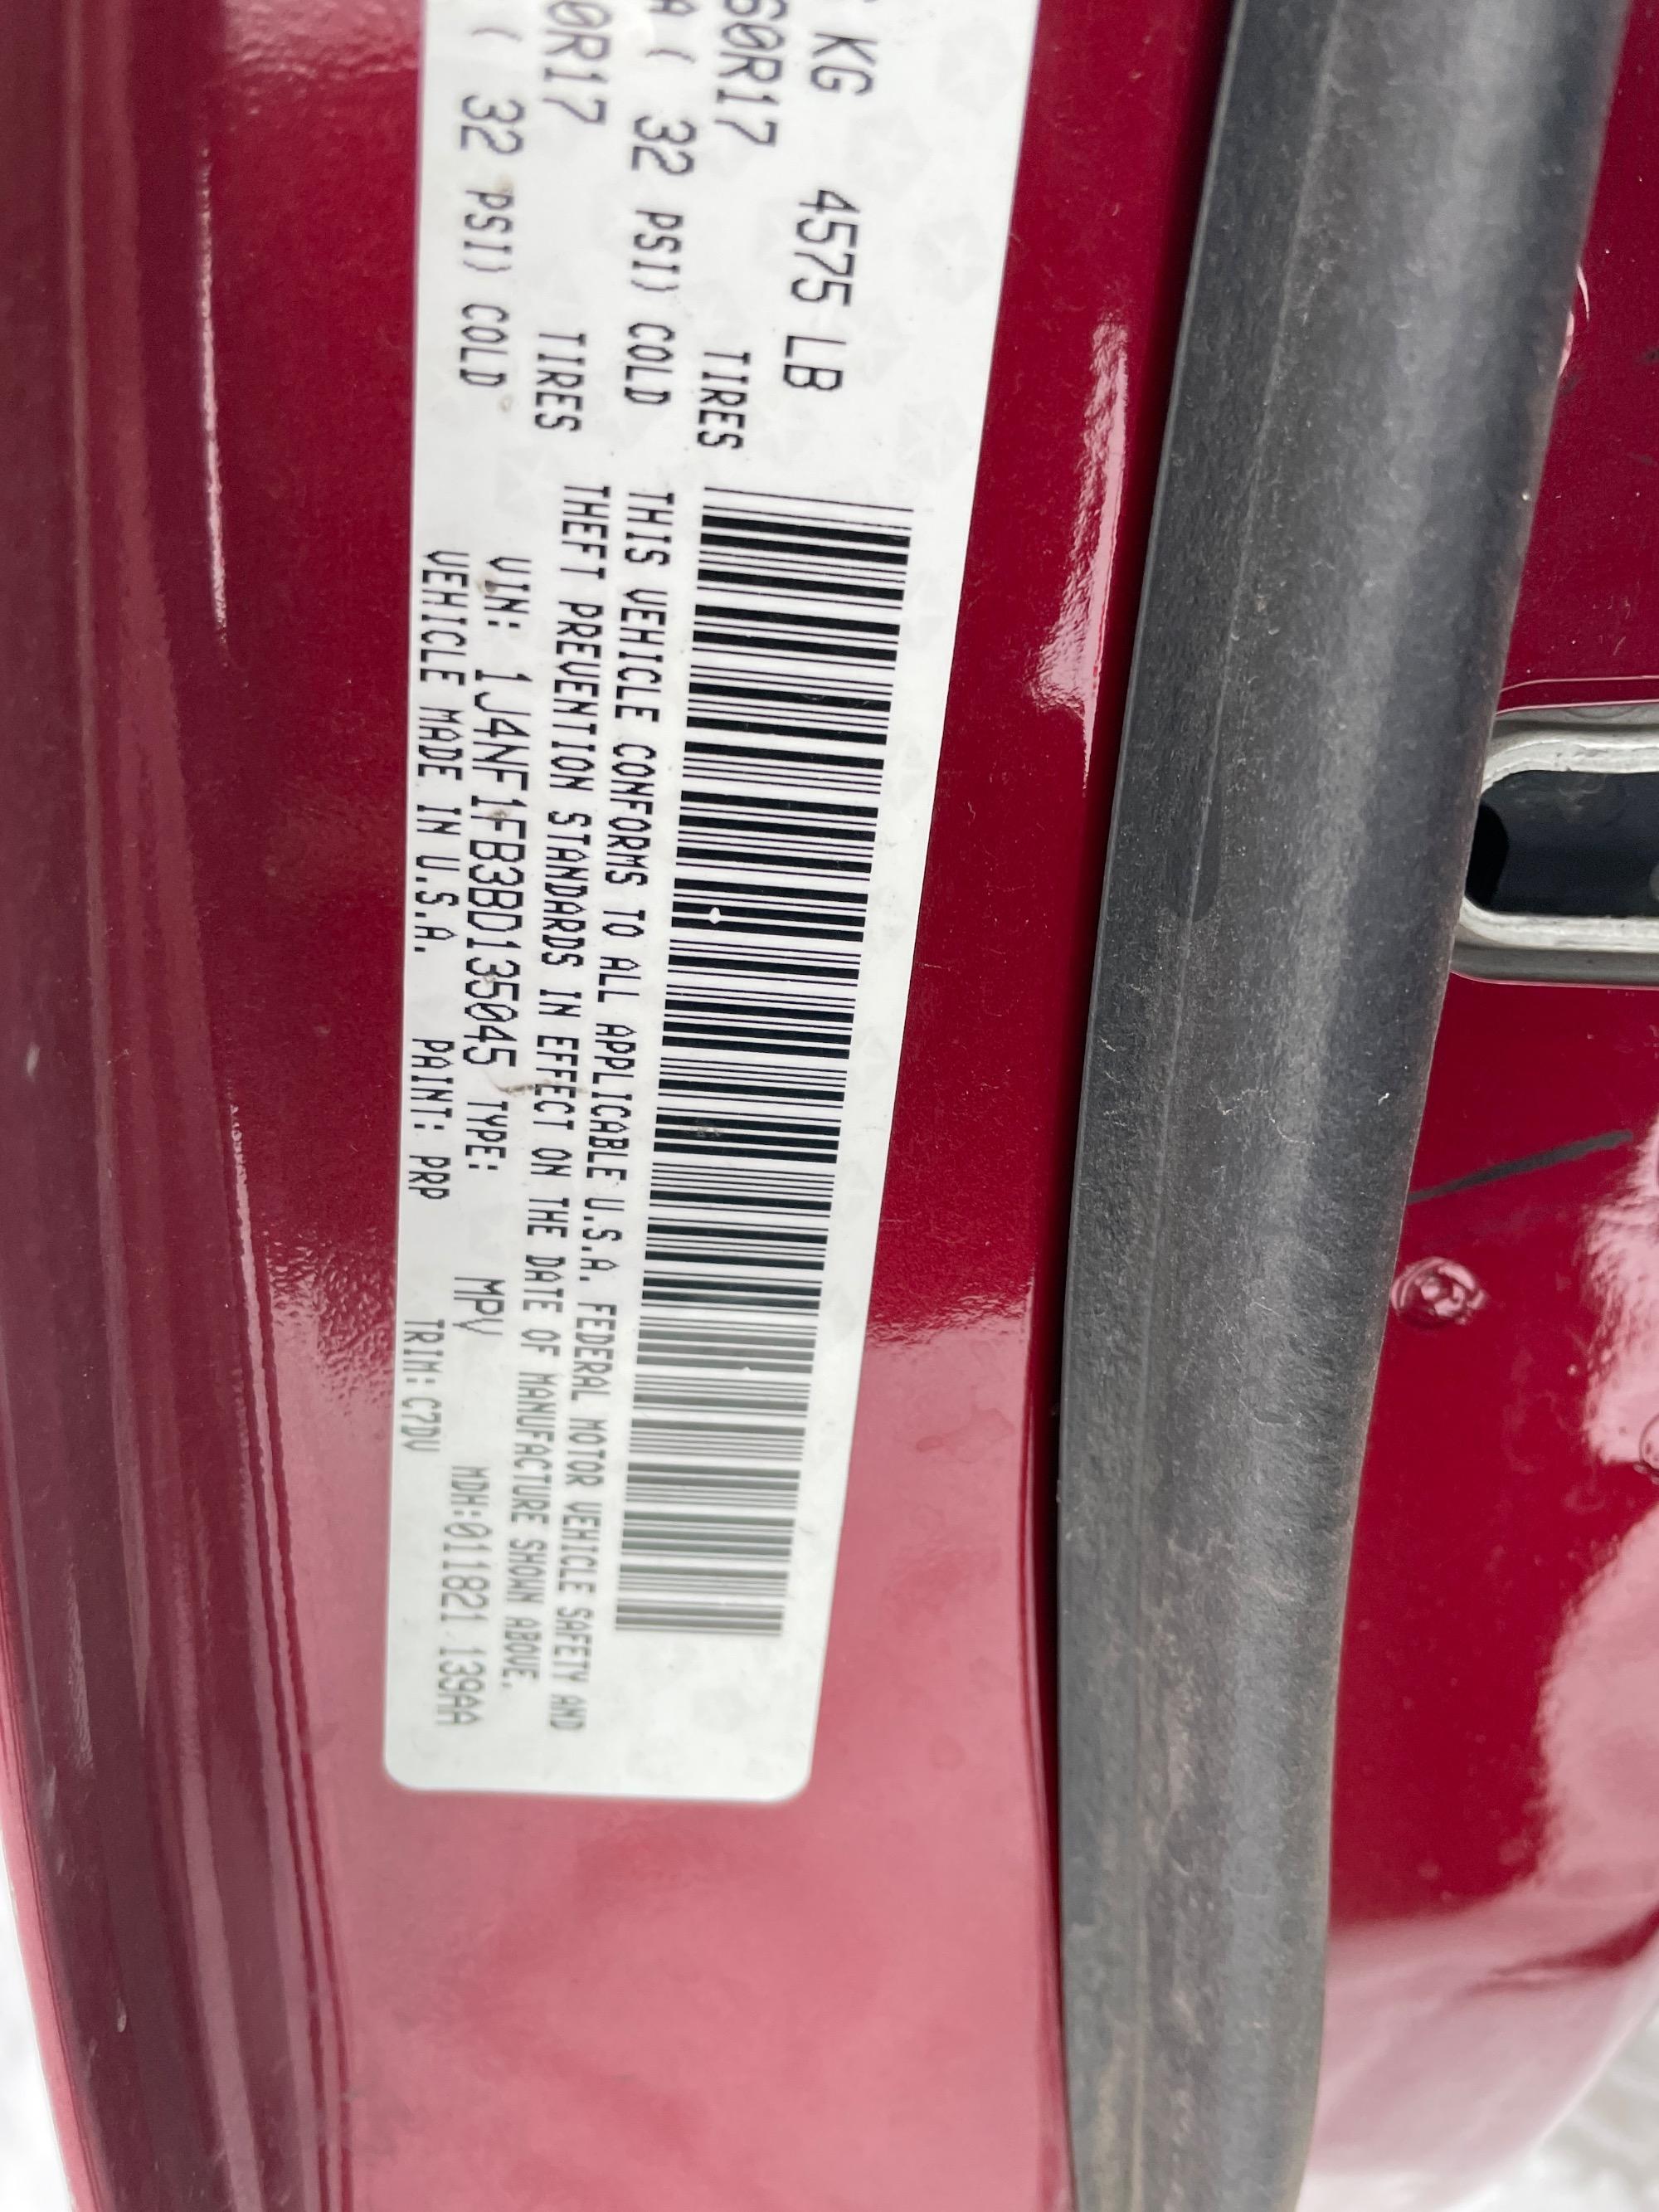 KG 4575 LB
60R17 TIRES
A ( 32 PSI) COLD
0R17 TIRES
( 32 PSI) COLD
THIS VEHICLE CONFORMS TO ALL APPLICABLE U.S.A. FEDERAL MOTOR VEHICLE SAFETY AND
THEFT PREVENTION STANDARDS IN EFFECT ON THE DATE OF MANUFACTURE SHOWN ABOVE.
VIN: 1J4NF1FB3BD135045 TYPE: MPV MDH:011821 139AA
VEHICLE MADE IN U.S.A. PAINT: PRP TRIM: C7DV